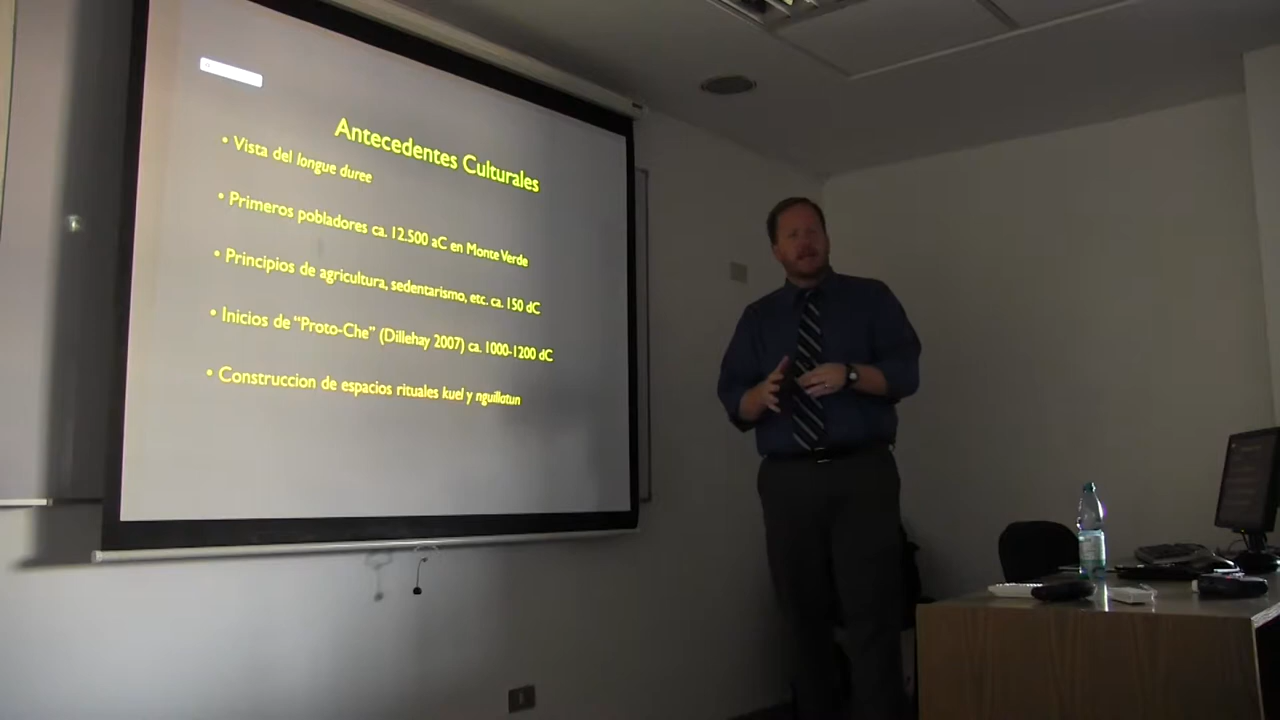 Antecedentes Culturales
• Vista del longue duree
• Primeros pobladores ca. 12.500 aC en Monte Verde
• Principios de agricultura, sedentarismo, etc. ca. 150 dC
• Inicios de “Proto-Che” (Dillehay 2007) ca. 1000-1200 dC
• Construccion de espacios rituales kuel y nguillatun